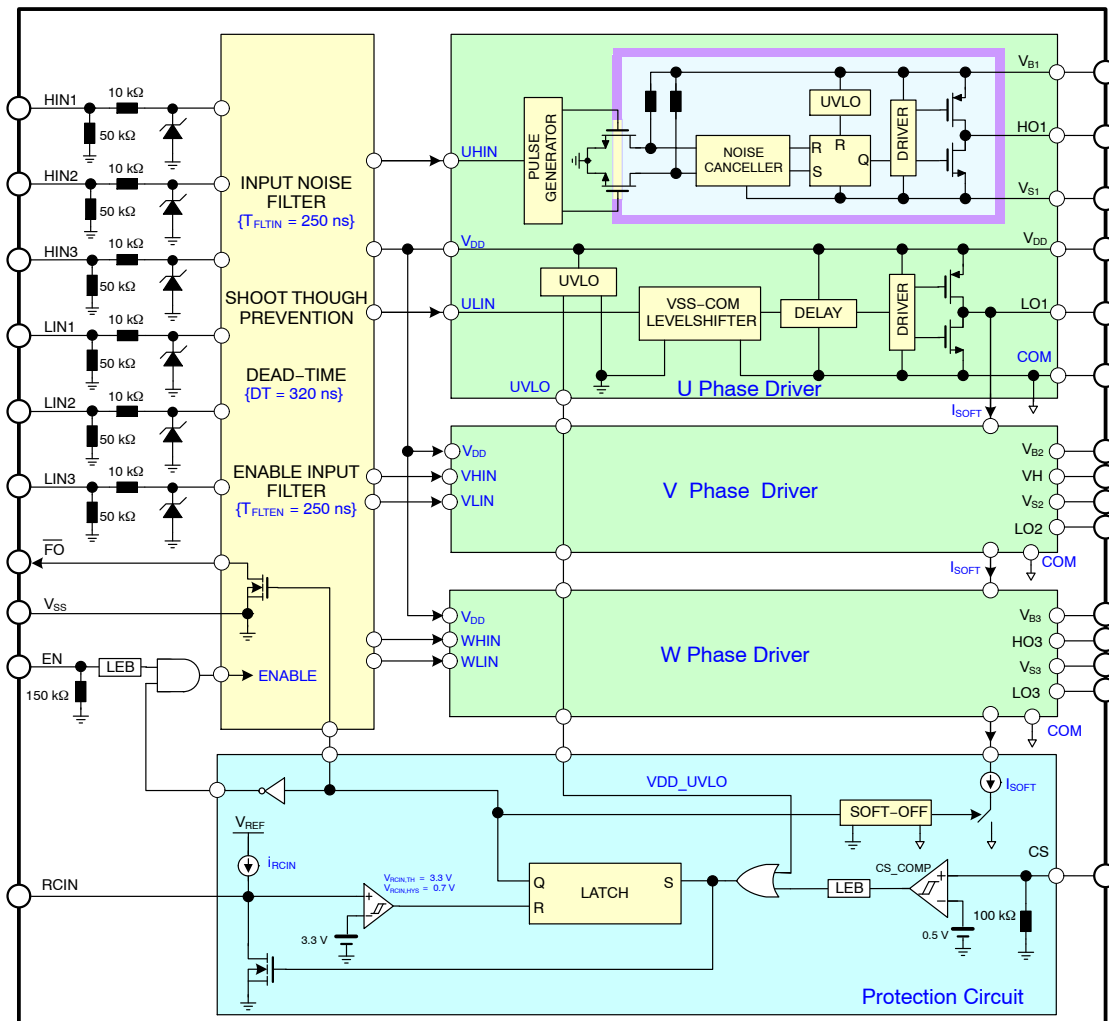 HIN1
10 kΩ
50 kΩ
HIN2
10 kΩ
50 kΩ
HIN3
10 kΩ
50 kΩ
LIN1
10 kΩ
50 kΩ
LIN2
10 kΩ
50 kΩ
LIN3
10 kΩ
50 kΩ
FO
VSS
EN
LEB
150 kΩ
ENABLE
INPUT NOISE
FILTER
{TFLTIN = 250 ns}
SHOOT THOUGH
PREVENTION
DEAD-TIME
{DT = 320 ns}
ENABLE INPUT
FILTER
{TFLTEN = 250 ns}
UHIN
PULSE
GENERATOR
NOISE
CANCELLER
UVLO
R
R
S
Q
DRIVER
VB1
HO1
VS1
VDD
VDD
UVLO
ULIN
VSS-COM
LEVELSHIFTER
DELAY
DRIVER
LO1
COM
UVLO
U Phase Driver
ISOFT
VDD
VHIN
VLIN
V Phase Driver
VB2
VH
VS2
LO2
COM
ISOFT
VDD
WHIN
WLIN
W Phase Driver
VB3
HO3
VS3
LO3
COM
VDD_UVLO
ISOFT
SOFT-OFF
VREF
iRCIN
RCIN
VRCIN,TH = 3.3 V
VRCIN,HYS = 0.7 V
+
−
3.3 V
Q
R
LATCH
S
LEB
CS_COMP
+
−
CS
100 kΩ
0.5 V
Protection Circuit